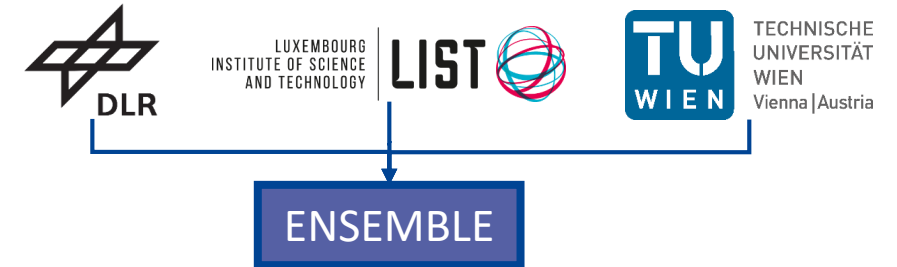 DLR
LUXEMBOURG
INSTITUTE OF SCIENCE
AND TECHNOLOGY
LIST
TU
WIEN
TECHNISCHE
UNIVERSITÄT
WIEN
Vienna|Austria
ENSEMBLE